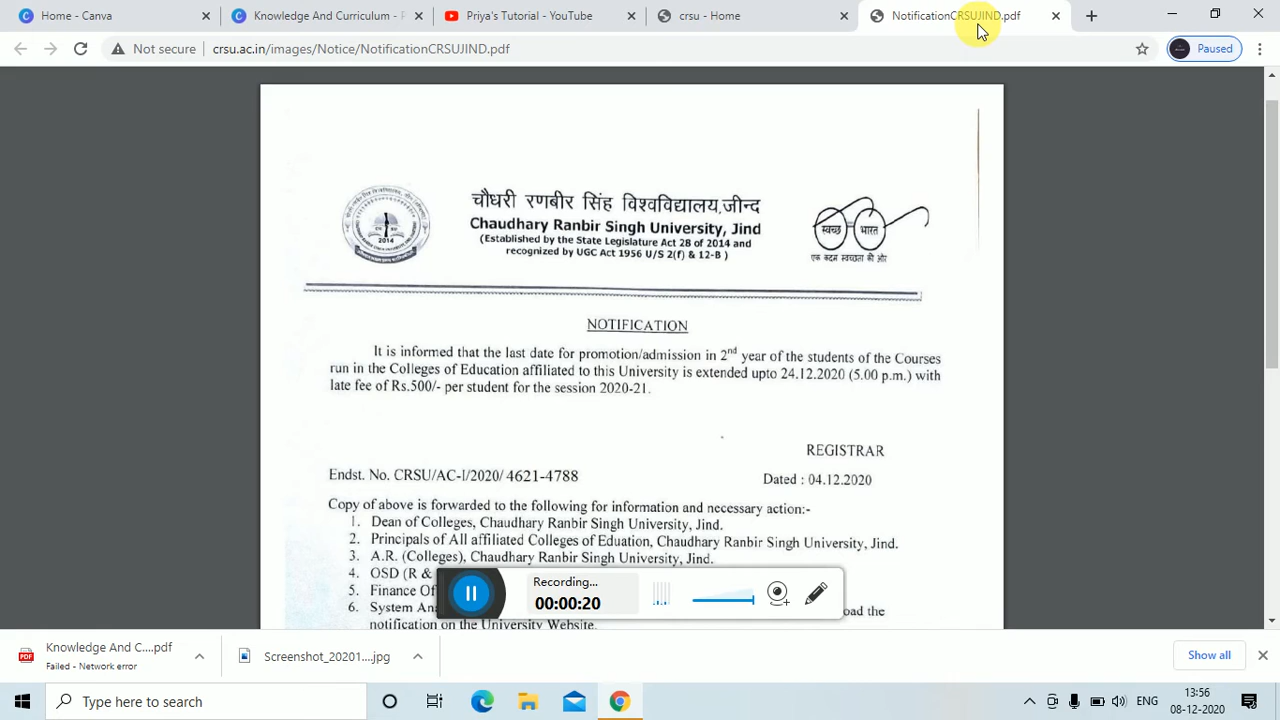 Home - Canva
Knowledge And Curriculum - P
Priya's Tutorial - YouTube
crsu - Home
NotificationCRSUJIND.pdf
Not secure
crsu.ac.in/images/Notice/NotificationCRSUJIND.pdf
Paused
2014
चौधरी रणबीर सिंह विश्वविद्यालय,जीन्द
Chaudhary Ranbir Singh University, Jind
(Established by the State Legislature Act 28 of 2014 and
recognized by UGC Act 1956 U/S 2(f) & 12-B )
स्वच्छ भारत
एक कदम स्वच्छता की ओर
NOTIFICATION
It is informed that the last date for promotion/admission in 2nd year of the students of the Courses
run in the Colleges of Education affiliated to this University is extended upto 24.12.2020 (5.00 p.m.) with
late fee of Rs.500/- per student for the session 2020-21.
REGISTRAR
Endst. No. CRSU/AC-I/2020/ 4621-4788
Dated : 04.12.2020
Copy of above is forwarded to the following for information and necessary action:-
1. Dean of Colleges, Chaudhary Ranbir Singh University, Jind.
2. Principals of All affiliated Colleges of Eduation, Chaudhary Ranbir Singh University, Jind.
3. A.R. (Colleges), Chaudhary Ranbir Singh University, Jind.
4. OSD (R &
5. Finance Of
6. System Ana
oad the
notification on the University Website.
Recording...
00:00:20
Knowledge And C....pdf
Failed - Network error
Screenshot_20201....jpg
Show all
Type here to search
ENG
13:56
08-12-2020